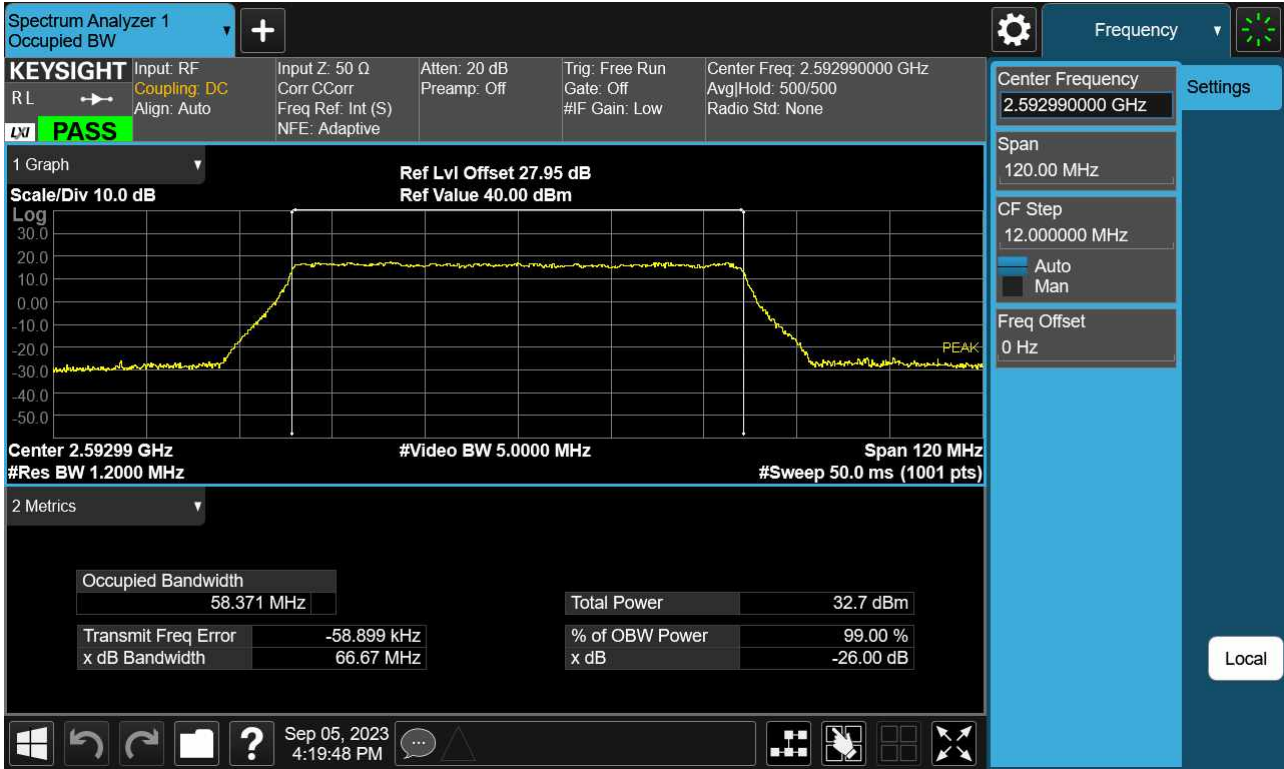 Spectrum Analyzer 1
Occupied BW
Frequency
KEYSIGHT
R L
LXI
PASS
Input: RF
Coupling: DC
Align: Auto
Input Z: 50 Ω
Corr CCorr
Freq Ref: Int (S)
NFE: Adaptive
Atten: 20 dB
Preamp: Off
Trig: Free Run
Gate: Off
#IF Gain: Low
Center Freq: 2.592990000 GHz
Avg|Hold: 500/500
Radio Std: None
Center Frequency
2.592990000 GHz
Settings
Span
120.00 MHz
CF Step
12.000000 MHz
Auto
Man
Freq Offset
0 Hz
Local
1 Graph
Scale/Div 10.0 dB
Ref Lvl Offset 27.95 dB
Ref Value 40.00 dBm
Log
30.0
20.0
10.0
0.00
-10.0
-20.0
-30.0
-40.0
-50.0
PEAK
Center 2.59299 GHz
#Video BW 5.0000 MHz
Span 120 MHz
#Res BW 1.2000 MHz
#Sweep 50.0 ms (1001 pts)
2 Metrics
Occupied Bandwidth
58.371 MHz
Total Power 32.7 dBm
Transmit Freq Error -58.899 kHz
% of OBW Power 99.00 %
x dB Bandwidth 66.67 MHz
x dB -26.00 dB
?
Sep 05, 2023
4:19:48 PM